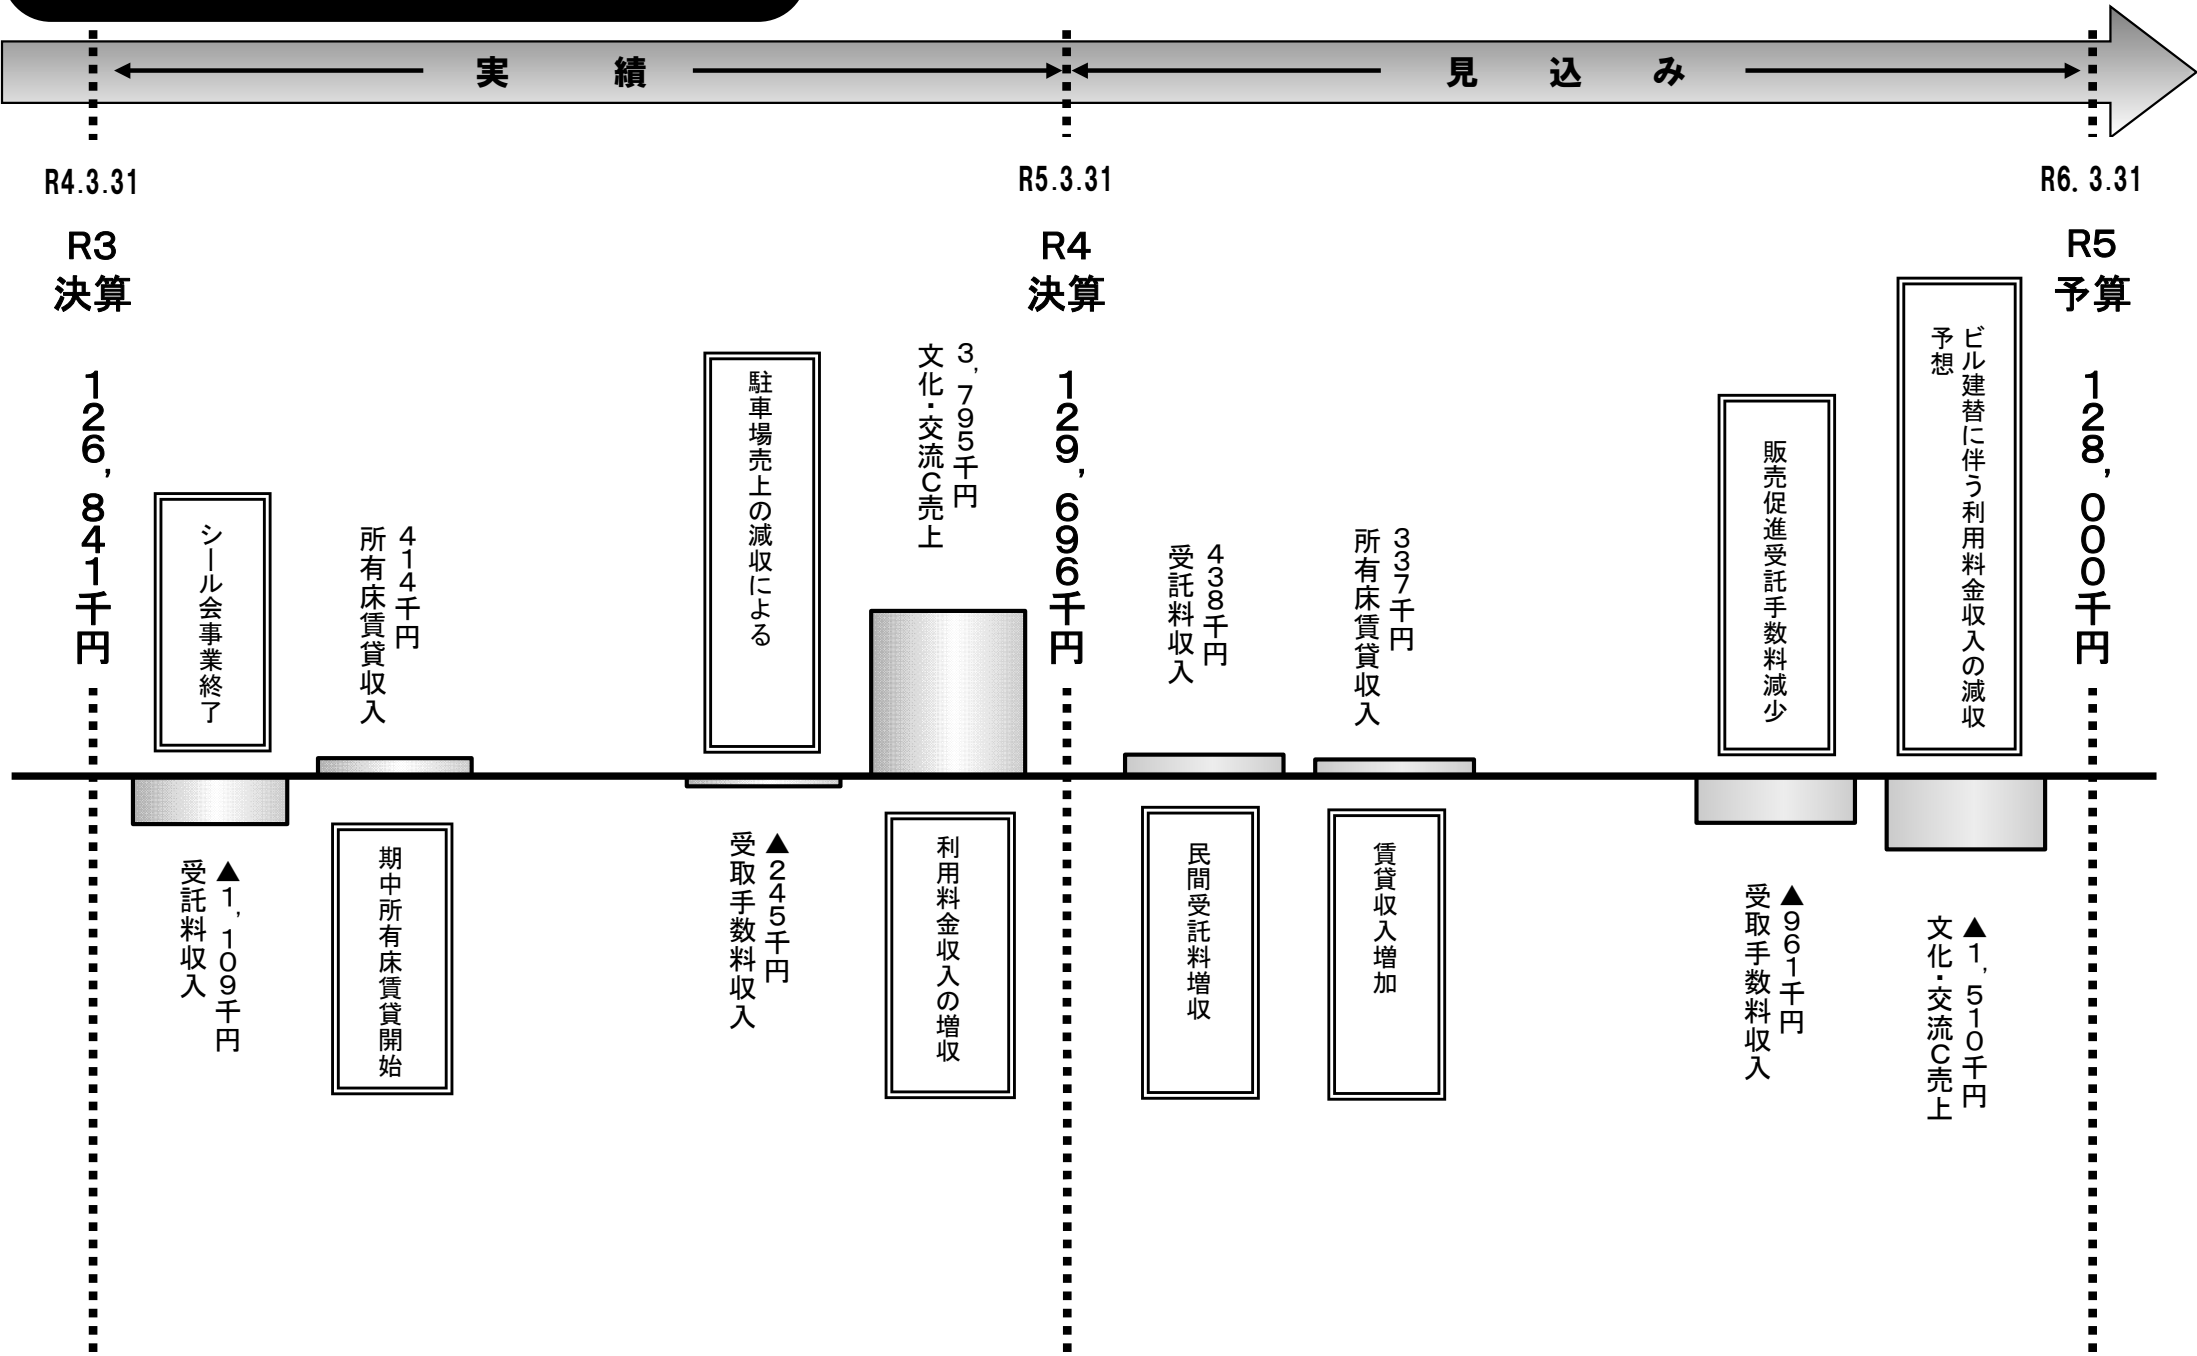 実績
見込み
R4.3.31
R5.3.31
R6. 3.31
R3
決算
126,841千円
R4
決算
129,696千円
R5
予算
128,000千円
シール会事業終了
▲1,109千円
受託料収入
414千円
所有床賃貸収入
期中所有床賃貸開始
駐車場売上の減収による
▲245千円
受取手数料収入
3,795千円
文化・交流C売上
利用料金収入の増収
438千円
受託料収入
民間受託料増収
337千円
所有床賃貸収入
賃貸収入増加
販売促進受託手数料減少
▲961千円
受取手数料収入
ビル建替に伴う利用料金収入の減収
予想
▲1,510千円
文化・交流C売上